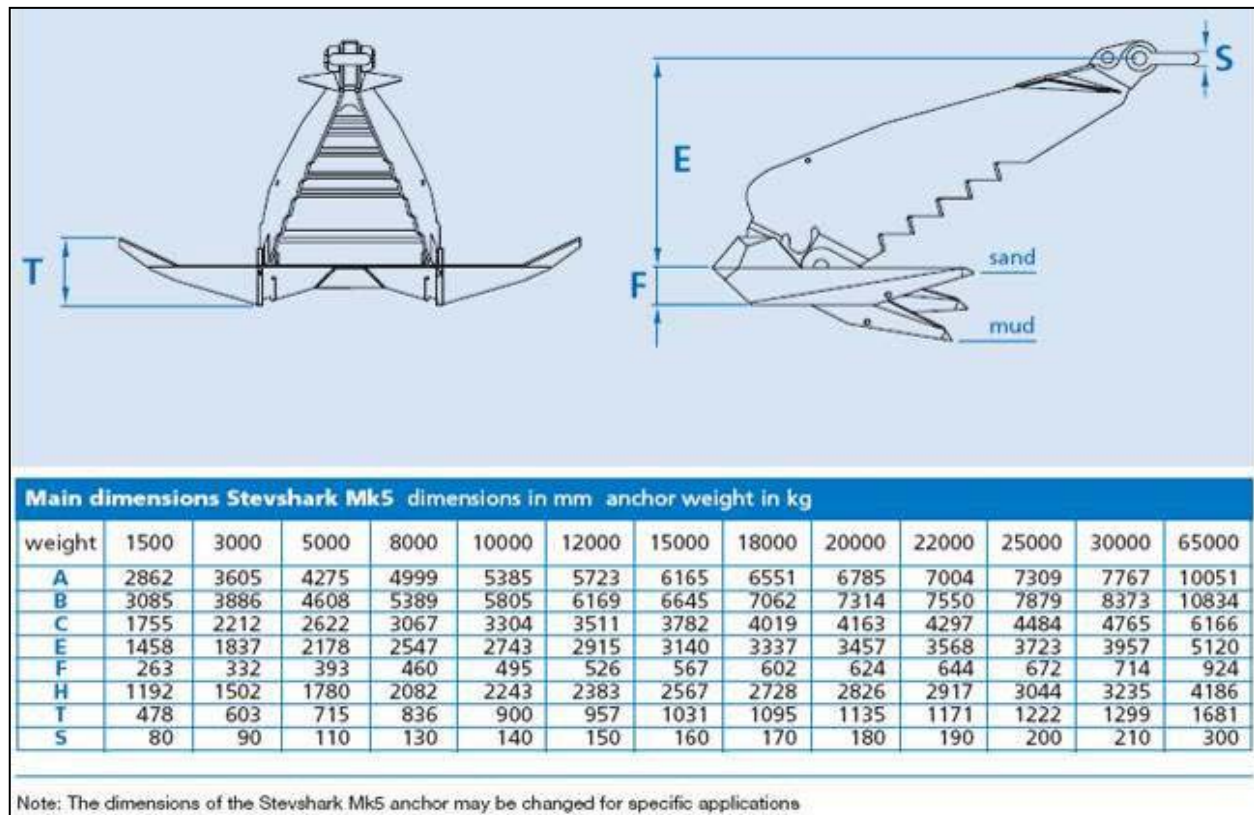 S
E
T
sand
F
mud
Main dimensions Stevshark Mk5 dimensions in mm anchor weight in kg
weight 1500 3000 5000 8000 10000 12000 15000 18000 20000 22000 25000 30000 65000
A 2862 3605 4275 4999 5385 5723 6165 6551 6785 7004 7309 7767 10051
B 3085 3886 4608 5389 5805 6169 6645 7062 7314 7550 7879 8373 10834
C 1755 2212 2622 3067 3304 3511 3782 4019 4163 4297 4484 4765 6166
E 1458 1837 2178 2547 2743 2915 3140 3337 3457 3568 3723 3957 5120
F 263 332 393 460 495 526 567 602 624 644 672 714 924
H 1192 1502 1780 2082 2243 2383 2567 2728 2826 2917 3044 3235 4186
T 478 603 715 836 900 957 1031 1095 1135 1171 1222 1299 1681
S 80 90 110 130 140 150 160 170 180 190 200 210 300
Note: The dimensions of the Stevshark Mk5 anchor may be changed for specific applications